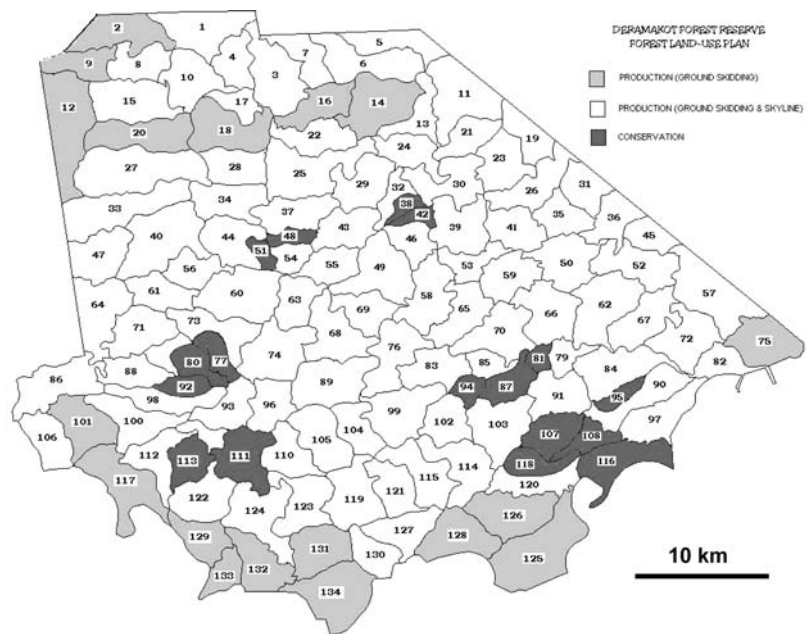 DERAMAKOT FOREST RESERVE
FOREST LAND-USE PLAN
PRODUCTION (GROUND SKIDDING)
PRODUCTION (GROUND SKIDDING & SKYLINE)
CONSERVATION
2 1 5
7
9 8 4 6
10 3
12 15 17 16 14 11
20 18 22 13 21 19
24 23
27 28 25 29 32 30 26 31
33 34 37 38 42 35 36
40 44 48 43 46 39 41 45
47 51 54 50 52
56 55 49 53 59
64 61 60 63 58 57
69 65 62
71 73 68 66 67
70 72 75
80 77 74 76 81 79 82
86 88 83 85 84
92 89 94 87 95 90
98 93 96 91
101 100 99 102 103 97
106 104 107 108
112 113 111 110 105
114 118 116
117 122 115 120
124 123 119 121
129 127 128 126
131 130
133 132 125
134
10 km